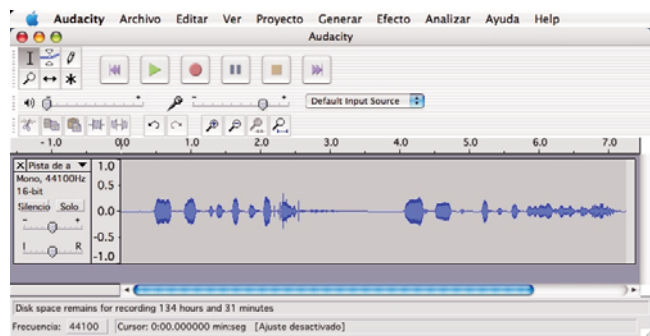 Audacity Archivo Editar Ver Proyecto Generar Efecto Analizar Ayuda Help
Audacity
Default Input Source
- 1.0 0,0 1.0 2.0 3.0 4.0 5.0 6.0 7.0
X Pista de a 1.0
Mono, 44100Hz
16-bit 0.5
Silencio Solo 0.0
- +
-0.5
I R
-1.0
Disk space remains for recording 134 hours and 31 minutes
Frecuencia: 44100 Cursor: 0:00.000000 min:seg [Ajuste desactivado]